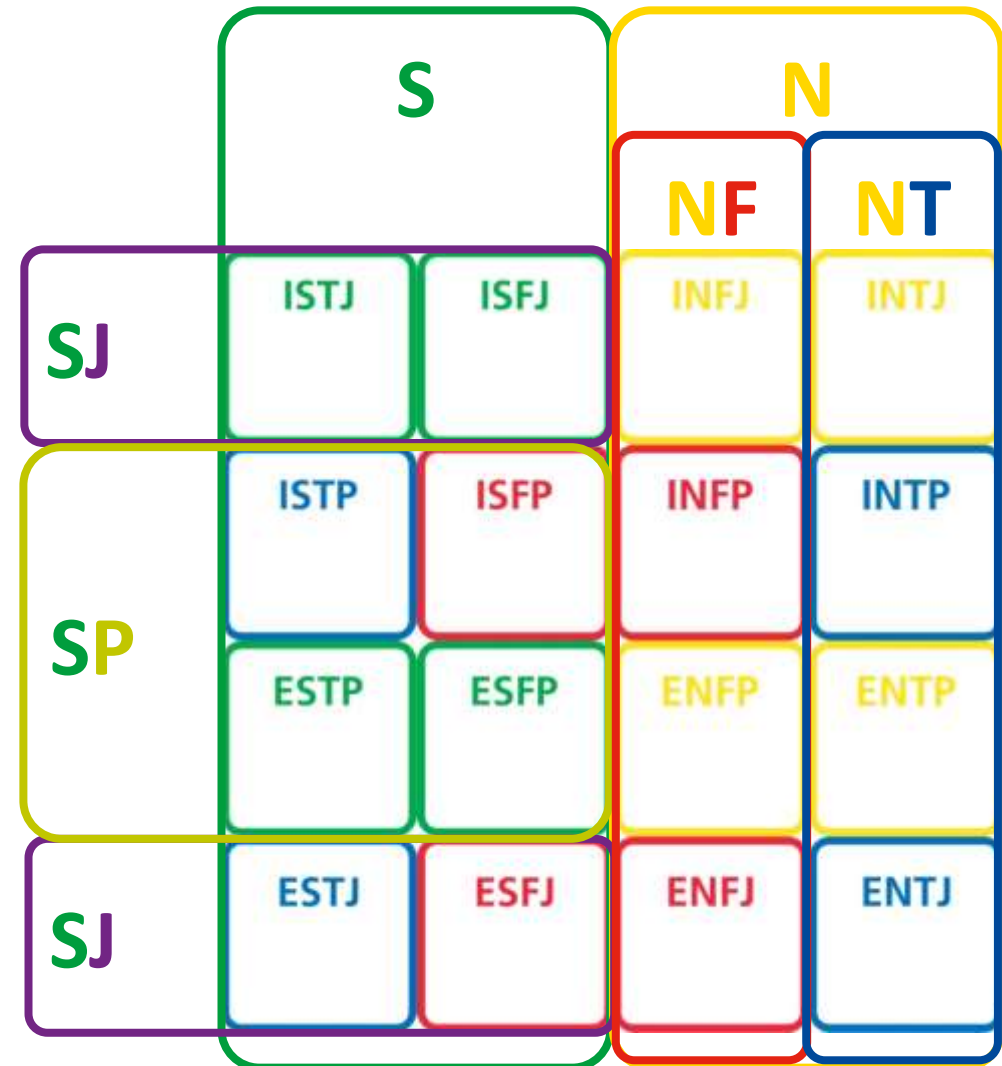 S N
NF NT
SJ ISTJ ISFJ INFJ INTJ
SP ISTP ISFP INFP INTP
ESTP ESFP ENFP ENTP
SJ ESTJ ESFJ ENFJ ENTJ